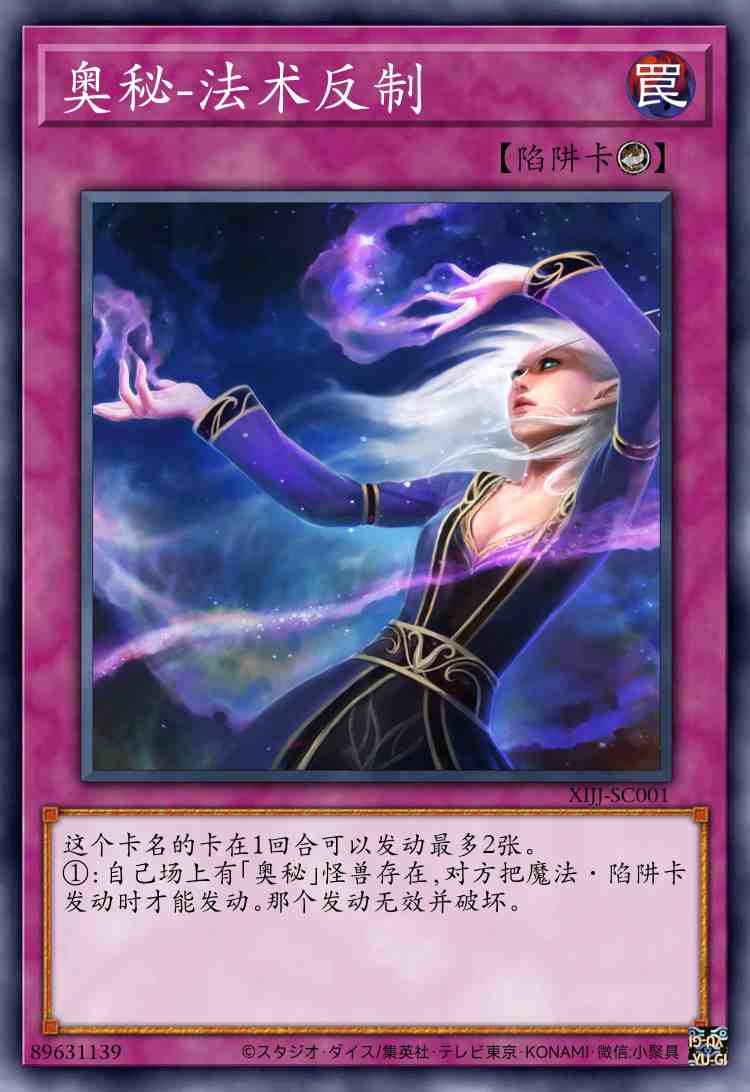 奥秘-法术反制
罠
【陷阱卡】
XIJJ-SC001
这个卡名的卡在1回合可以发动最多2张。
①:自己场上有「奥秘」怪兽存在,对方把魔法·陷阱卡
发动时才能发动。那个发动无效并破坏。
89631139
©スタジオ·ダイス/集英社·テレビ東京·KONAMI·微信:小聚具